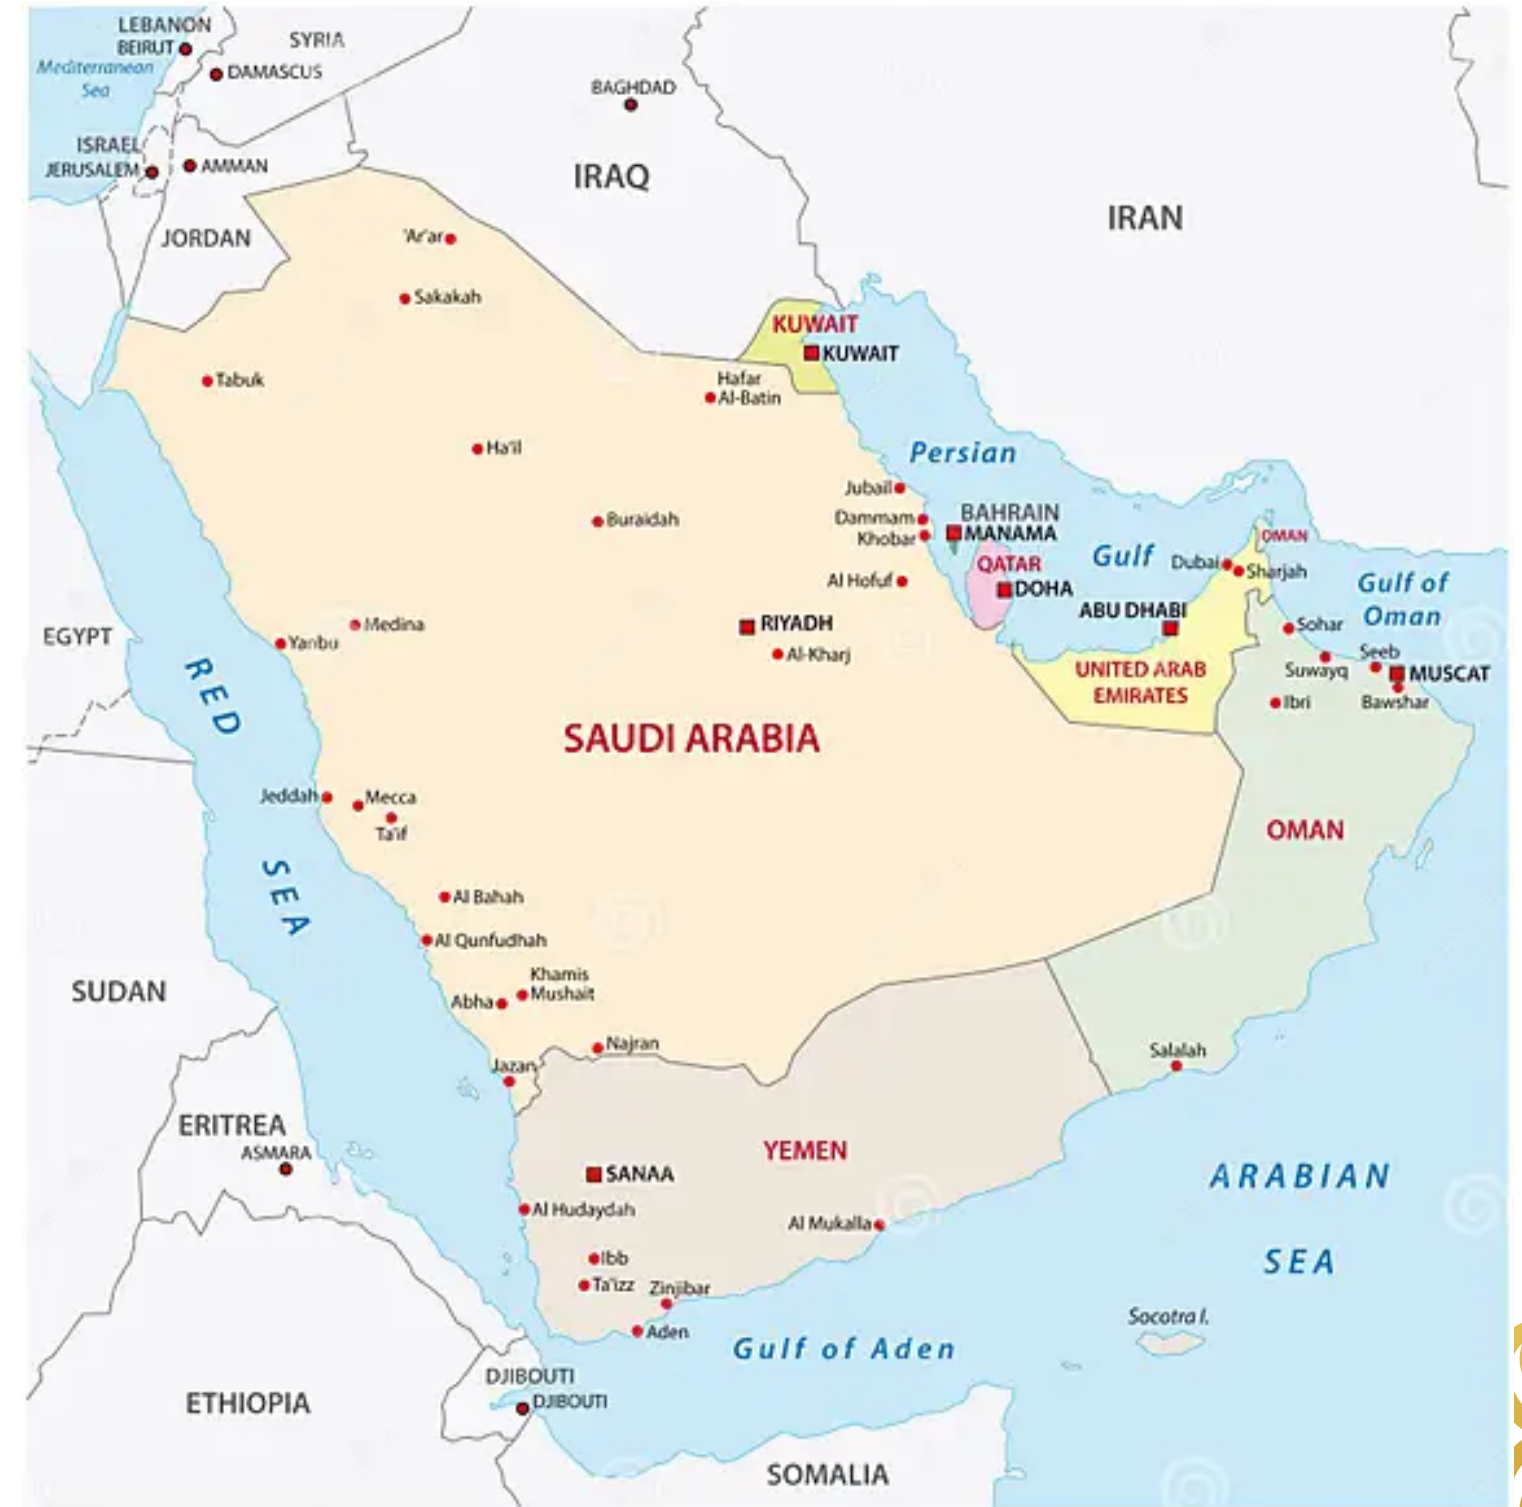 LEBANON
BEIRUT
SYRIA
Mediterranean
Sea
DAMASCUS
BAGHDAD
ISRAEL
JERUSALEM
AMMAN
IRAQ
IRAN
JORDAN
'Ar'ar
Sakakah
KUWAIT
KUWAIT
Tabuk
Hafar
Al-Batin
Ha'il
Persian
Jubail
Buraidah
Dammam
Khobar
BAHRAIN
MANAMA
OMAN
QATAR
DOHA
Gulf
Dubai
Sharjah
Gulf of
Oman
Al Hofuf
ABU DHABI
EGYPT
Yanbu
Medina
RIYADH
Al-Kharj
Sohar
Suwayq
Seeb
MUSCAT
Bawshar
Ibri
UNITED ARAB
EMIRATES
RED
SEA
SAUDI ARABIA
Jeddah
Mecca
Ta'if
OMAN
Al Bahah
Al Qunfudhah
Khamis
Mushait
Abha
SUDAN
Najran
Jazan
Salalah
ERITREA
ASMARA
YEMEN
SANAA
ARABIAN
SEA
Al Hudaydah
Al Mukalla
Ibb
Ta'izz
Zinjibar
Aden
Socotra I.
Gulf of Aden
DJIBOUTI
DJIBOUTI
ETHIOPIA
SOMALIA